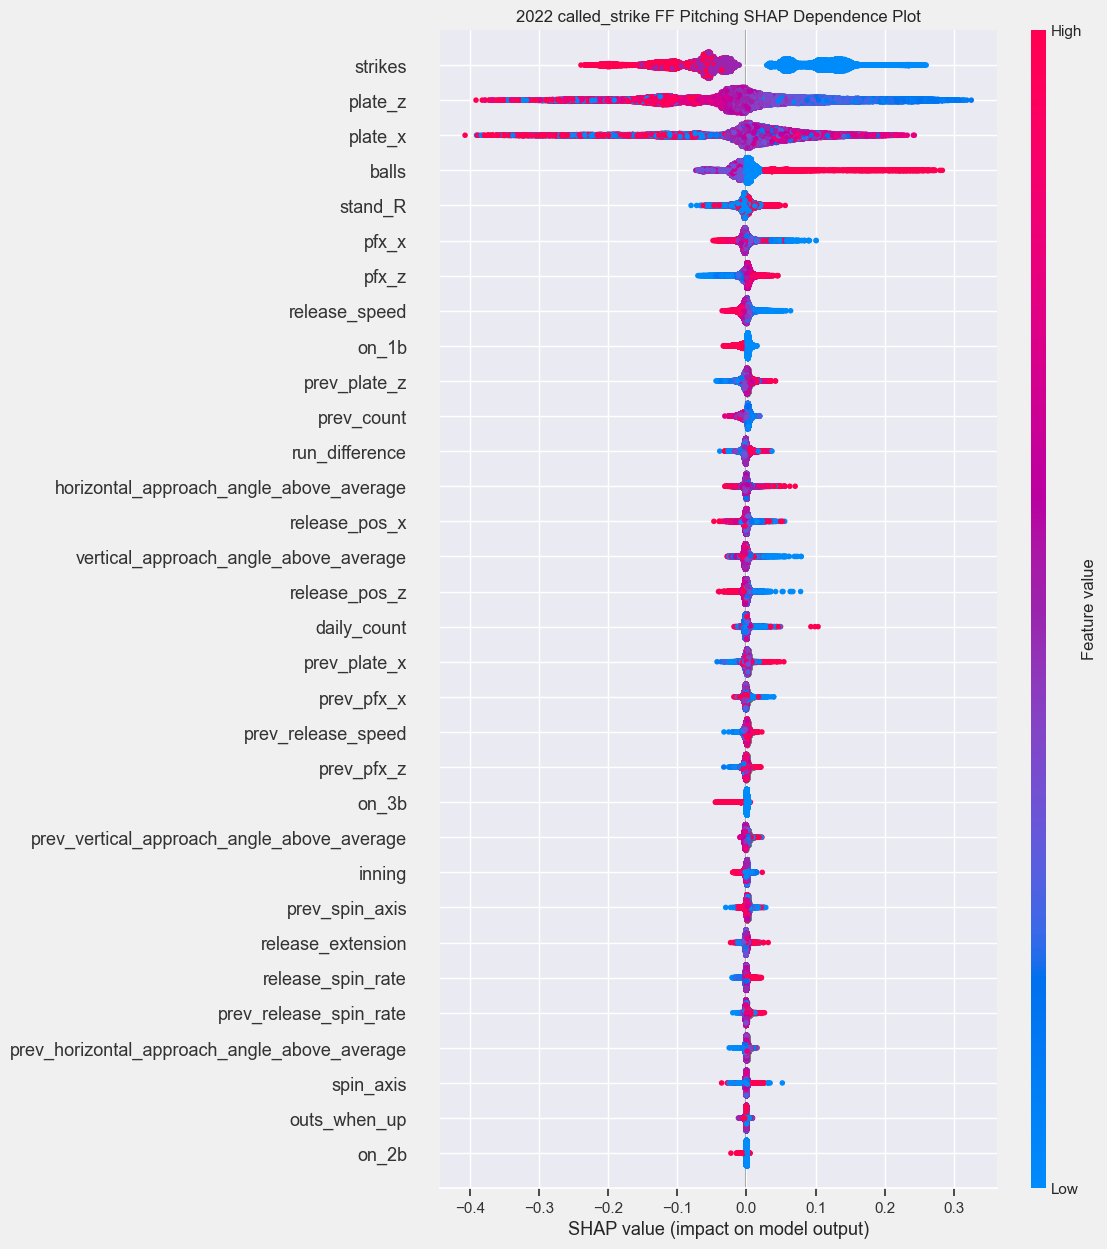 2022 called_strike FF Pitching SHAP Dependence Plot
High
strikes
plate_z
plate_x
balls
stand_R
pfx_x
pfx_z
release_speed
on_1b
prev_plate_z
prev_count
run_difference
horizontal_approach_angle_above_average
release_pos_x
vertical_approach_angle_above_average
release_pos_z
daily_count
prev_plate_x
prev_pfx_x
prev_release_speed
prev_pfx_z
on_3b
prev_vertical_approach_angle_above_average
inning
prev_spin_axis
release_extension
release_spin_rate
prev_release_spin_rate
prev_horizontal_approach_angle_above_average
spin_axis
outs_when_up
on_2b
Feature value
Low
−0.4 −0.3 −0.2 −0.1 0.0 0.1 0.2 0.3
SHAP value (impact on model output)